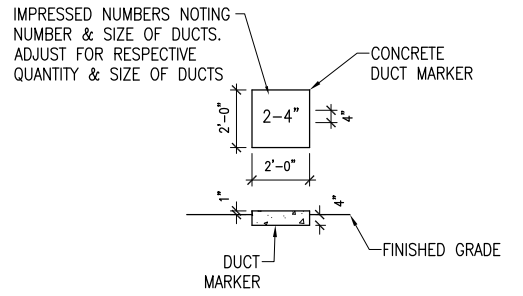 IMPRESSED NUMBERS NOTING
NUMBER & SIZE OF DUCTS.
ADJUST FOR RESPECTIVE
QUANTITY & SIZE OF DUCTS
CONCRETE
DUCT MARKER
2'-0"
2-4"
4"
2'-0"
1"
4"
FINISHED GRADE
DUCT
MARKER